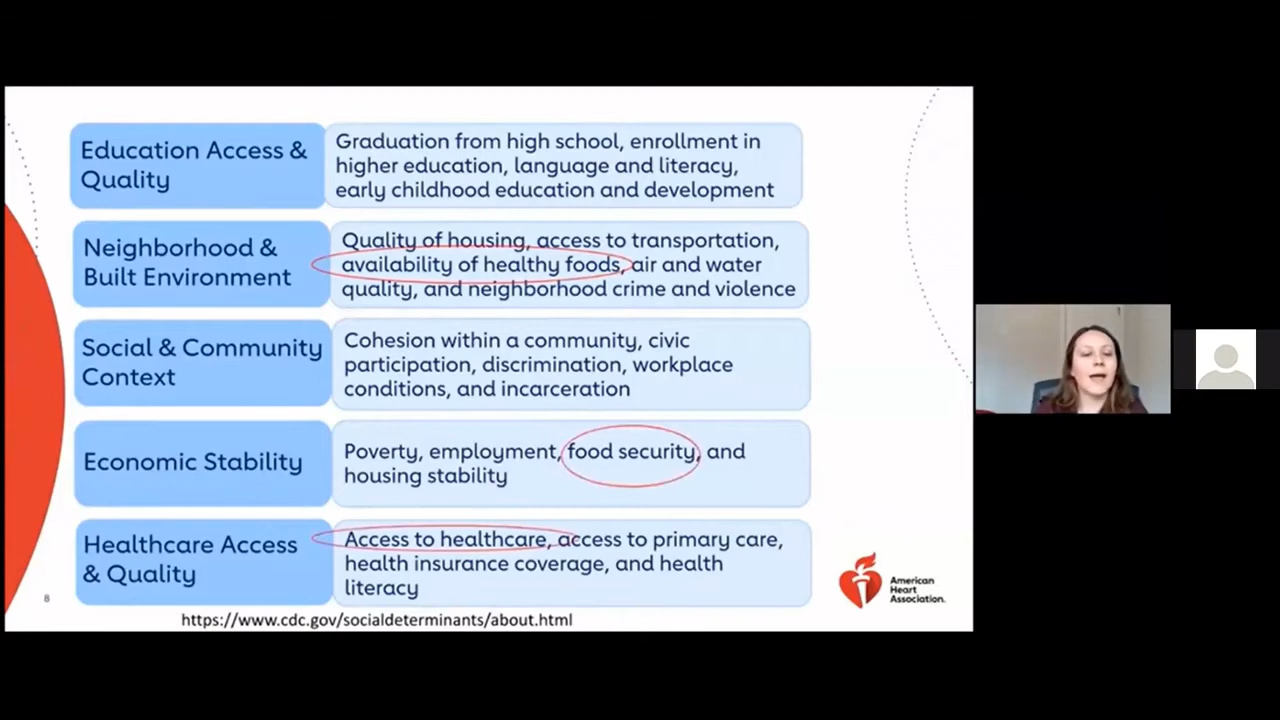 Education Access &
Quality
Graduation from high school, enrollment in
higher education, language and literacy,
early childhood education and development
Neighborhood &
Built Environment
Quality of housing, access to transportation,
availability of healthy foods, air and water
quality, and neighborhood crime and violence
Social & Community
Context
Cohesion within a community, civic
participation, discrimination, workplace
conditions, and incarceration
Economic Stability
Poverty, employment, food security, and
housing stability
Healthcare Access
& Quality
Access to healthcare, access to primary care,
health insurance coverage, and health
literacy
8
American
Heart
Association.
https://www.cdc.gov/socialdeterminants/about.html